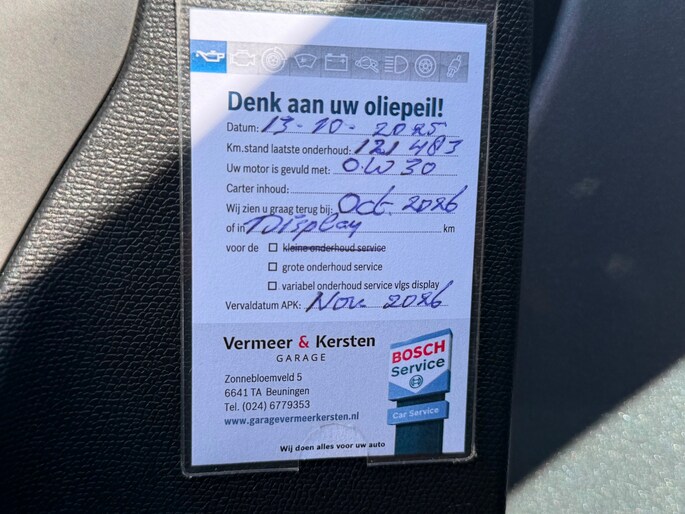 Denk aan uw oliepeil!
Datum: 13-10-2025
Km.stand laatste onderhoud: 121 483
Uw motor is gevuld met: 0W30
Carter inhoud:
Wij zien u graag terug bij: Oct. 2026
of in Display km
voor de □ kleine onderhoud service
□ grote onderhoud service
□ variabel onderhoud service vlgs display
Vervaldatum APK: Nov. 2026
Vermeer & Kersten
GARAGE
Zonnebloemveld 5
6641 TA Beuningen
Tel. (024) 6779353
www.garagevermeerkersten.nl
BOSCH
Service
Car Service
Wij doen alles voor uw auto